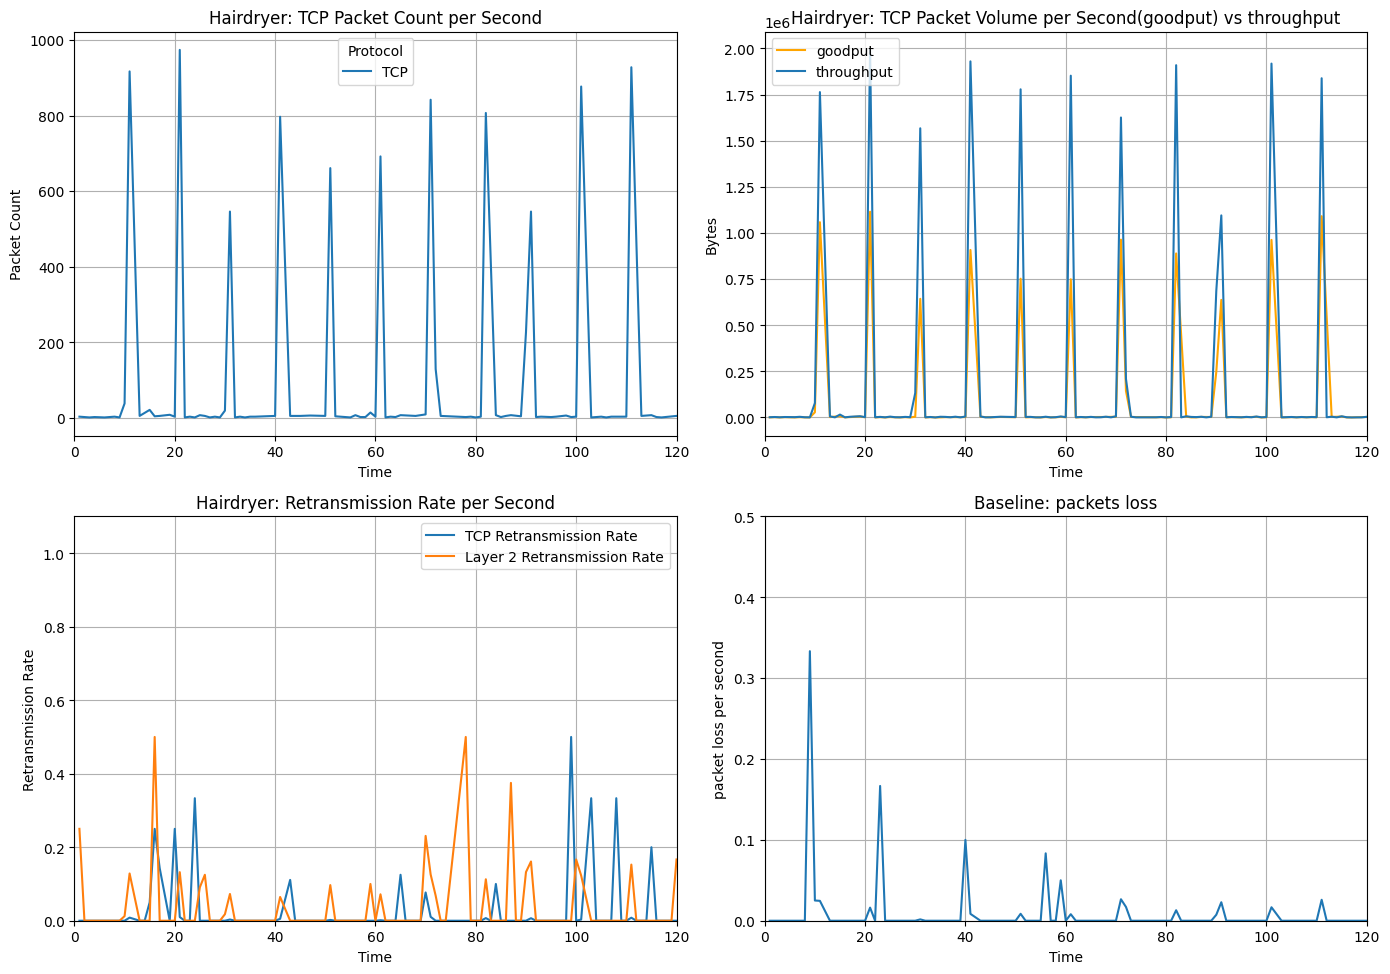 Hairdryer: TCP Packet Count per Second
1000
800
600
400
200
0
Packet Count
Protocol
TCP
0 20 40 60 80 100 120
Time
Hairdryer: TCP Packet Volume per Second(goodput) vs throughput
1e6
2.00
1.75
1.50
1.25
1.00
0.75
0.50
0.25
0.00
Bytes
goodput
throughput
0 20 40 60 80 100 120
Time
Hairdryer: Retransmission Rate per Second
1.0
0.8
0.6
0.4
0.2
0.0
Retransmission Rate
TCP Retransmission Rate
Layer 2 Retransmission Rate
0 20 40 60 80 100 120
Time
Baseline: packets loss
0.5
0.4
0.3
0.2
0.1
0.0
packet loss per second
0 20 40 60 80 100 120
Time